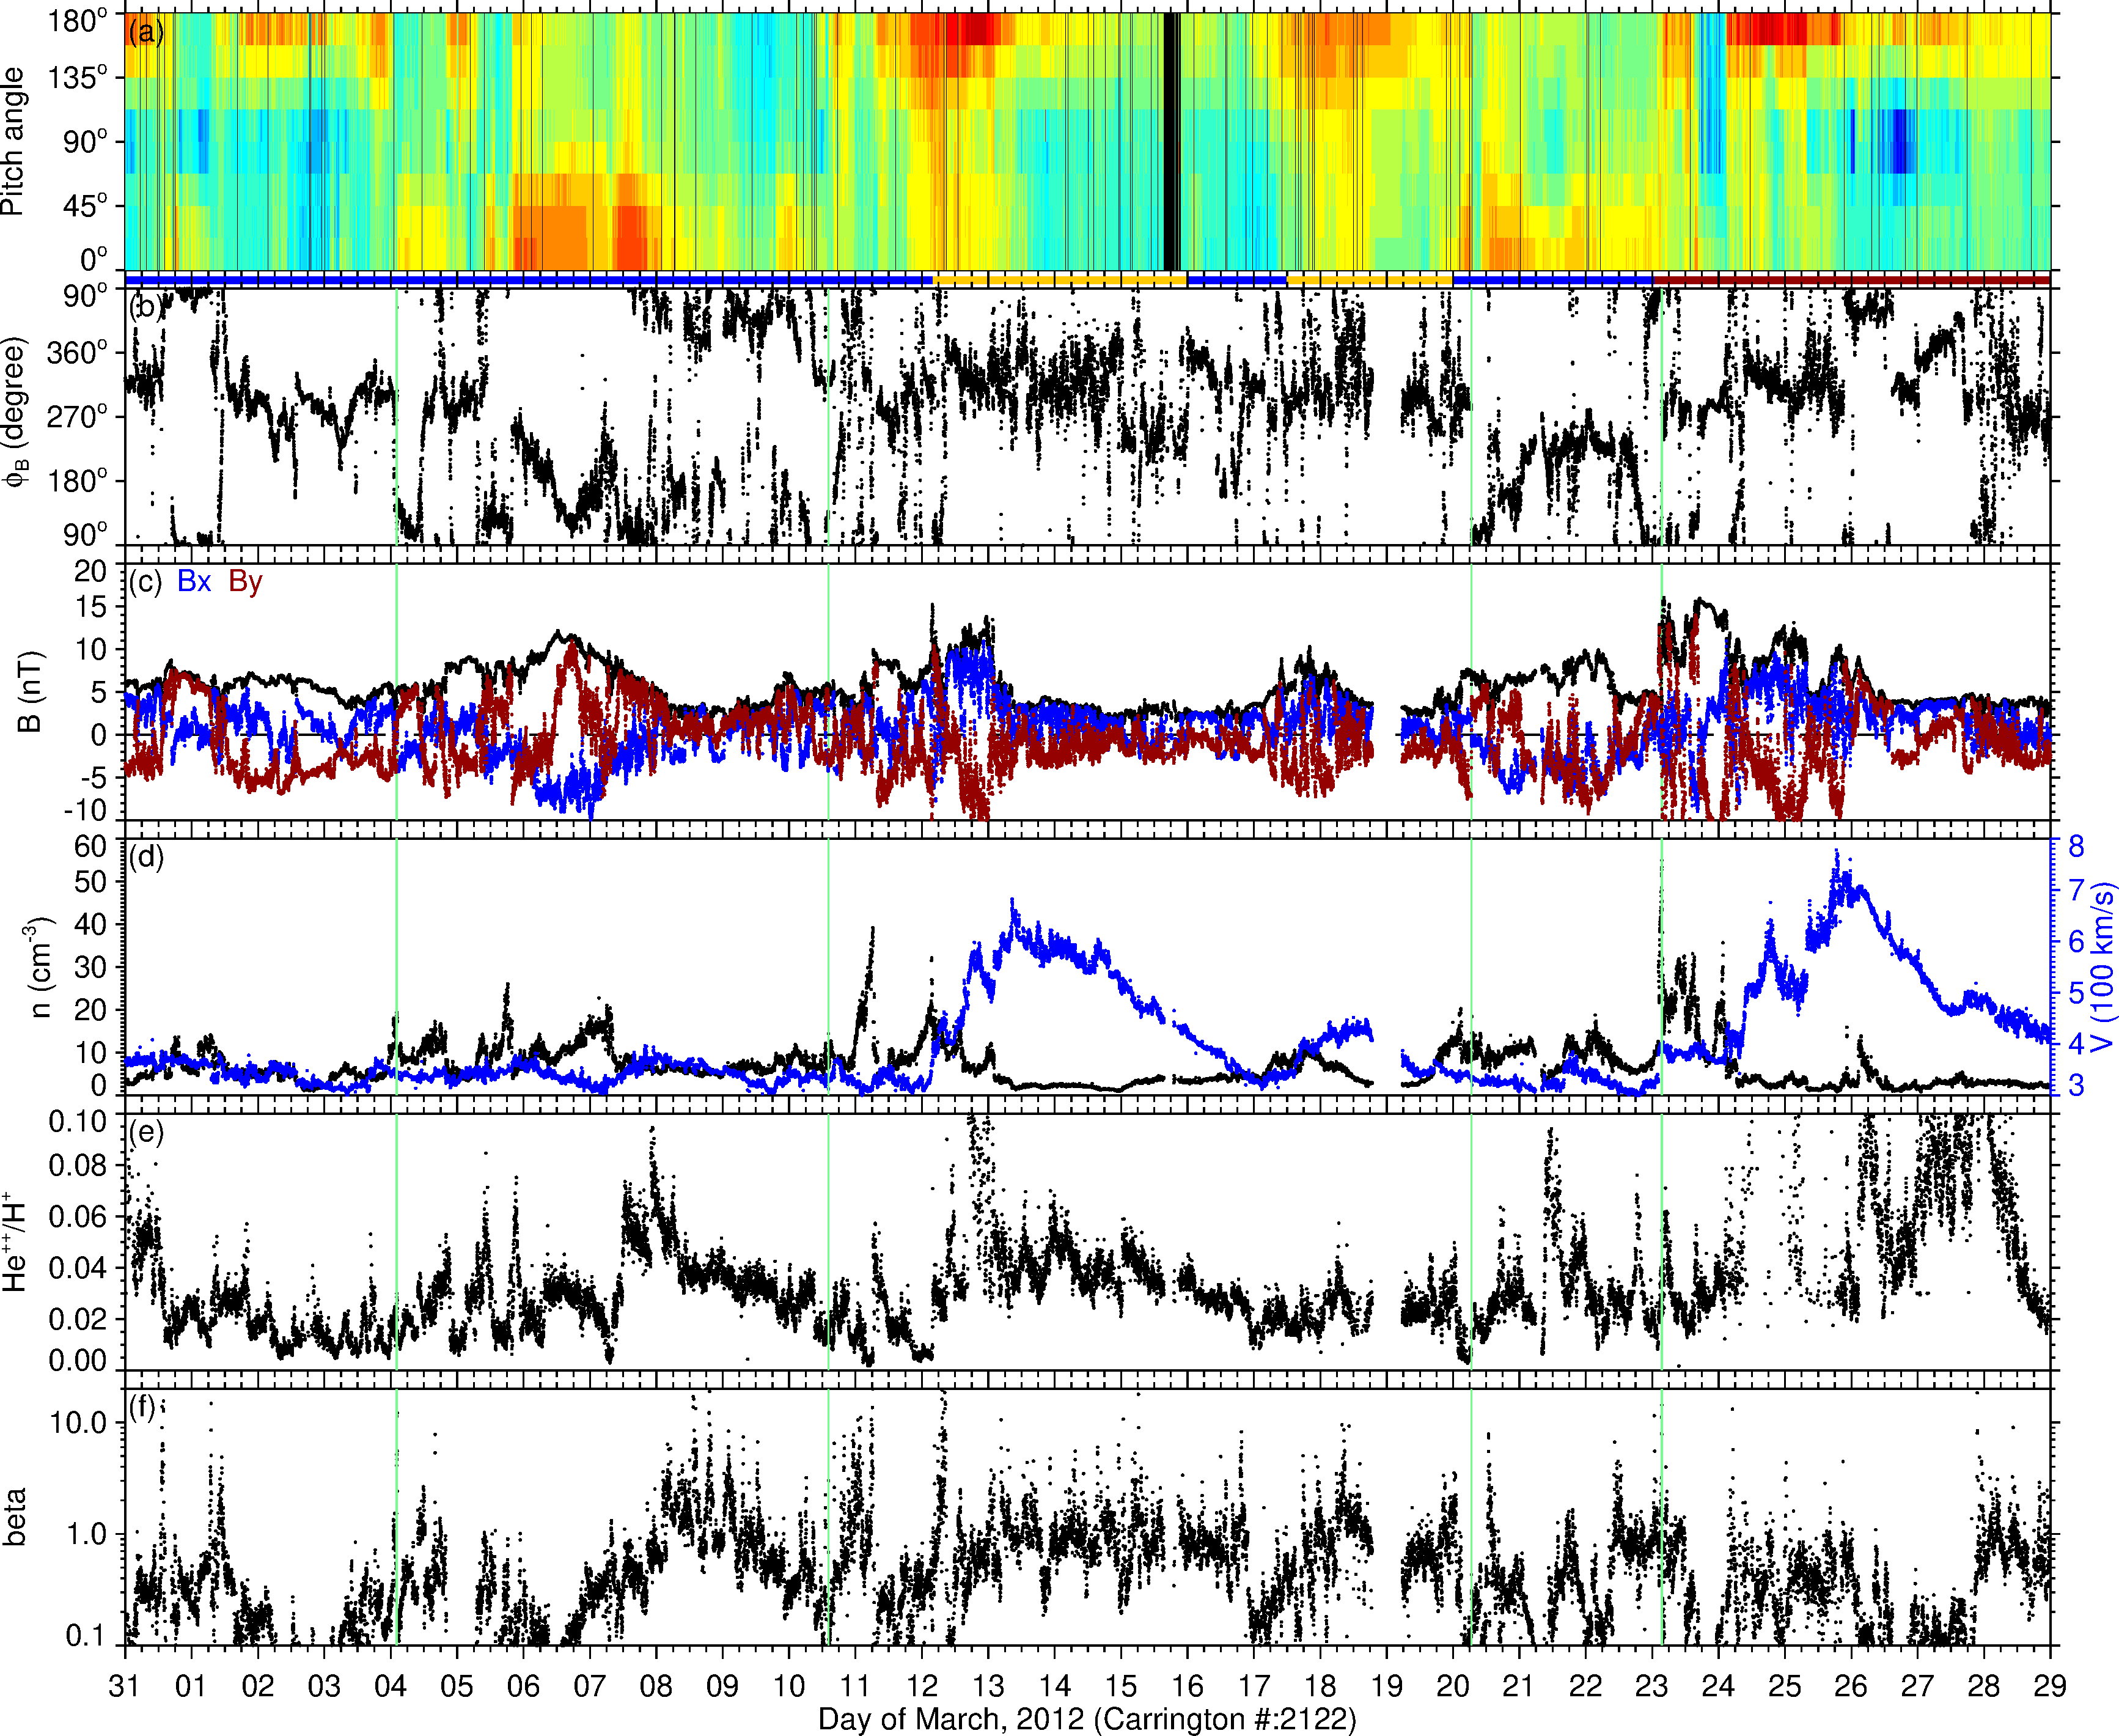 (a)
180°
135°
90°
45°
0°
Pitch angle
(b)
90°
360°
270°
180°
90°
ϕB (degree)
(c) Bx By
20
15
10
5
0
-5
-10
B (nT)
(d)
60
50
40
30
20
10
0
n (cm-3)
8
7
6
5
4
3
V (100 km/s)
(e)
0.10
0.08
0.06
0.04
0.02
0.00
He++/H+
(f)
10.0
1.0
0.1
beta
31 01 02 03 04 05 06 07 08 09 10 11 12 13 14 15 16 17 18 19 20 21 22 23 24 25 26 27 28 29
Day of March, 2012 (Carrington #:2122)